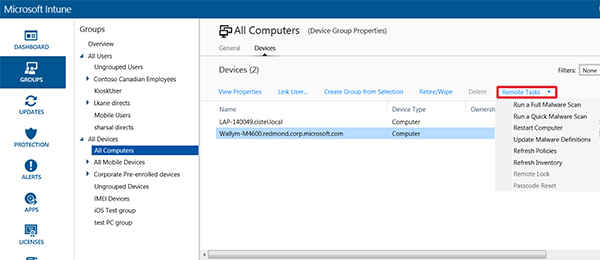 Microsoft Intune
DASHBOARD
GROUPS
UPDATES
PROTECTION
ALERTS
APPS
LICENSES
Groups
Overview
All Users
Ungrouped Users
Contoso Canadian Employees
KioskUser
Lkane directs
Mobile Users
sharsal directs
All Devices
All Computers
All Mobile Devices
Corporate Pre-enrolled devices
Ungrouped Devices
IMEI Devices
iOS Test group
test PC group
All Computers (Device Group Properties)
General Devices
Devices (2)
Filters: None
View Properties Link User... Create Group from Selection Retire/Wipe Delete Remote Tasks
Name Device Type Ownersh
LAP-140049.cistel.local Computer
Wallym-M4600.redmond.corp.microsoft.com Computer
Run a Full Malware Scan
Run a Quick Malware Scan
Restart Computer
Update Malware Definitions
Refresh Policies
Refresh Inventory
Remote Lock
Passcode Reset